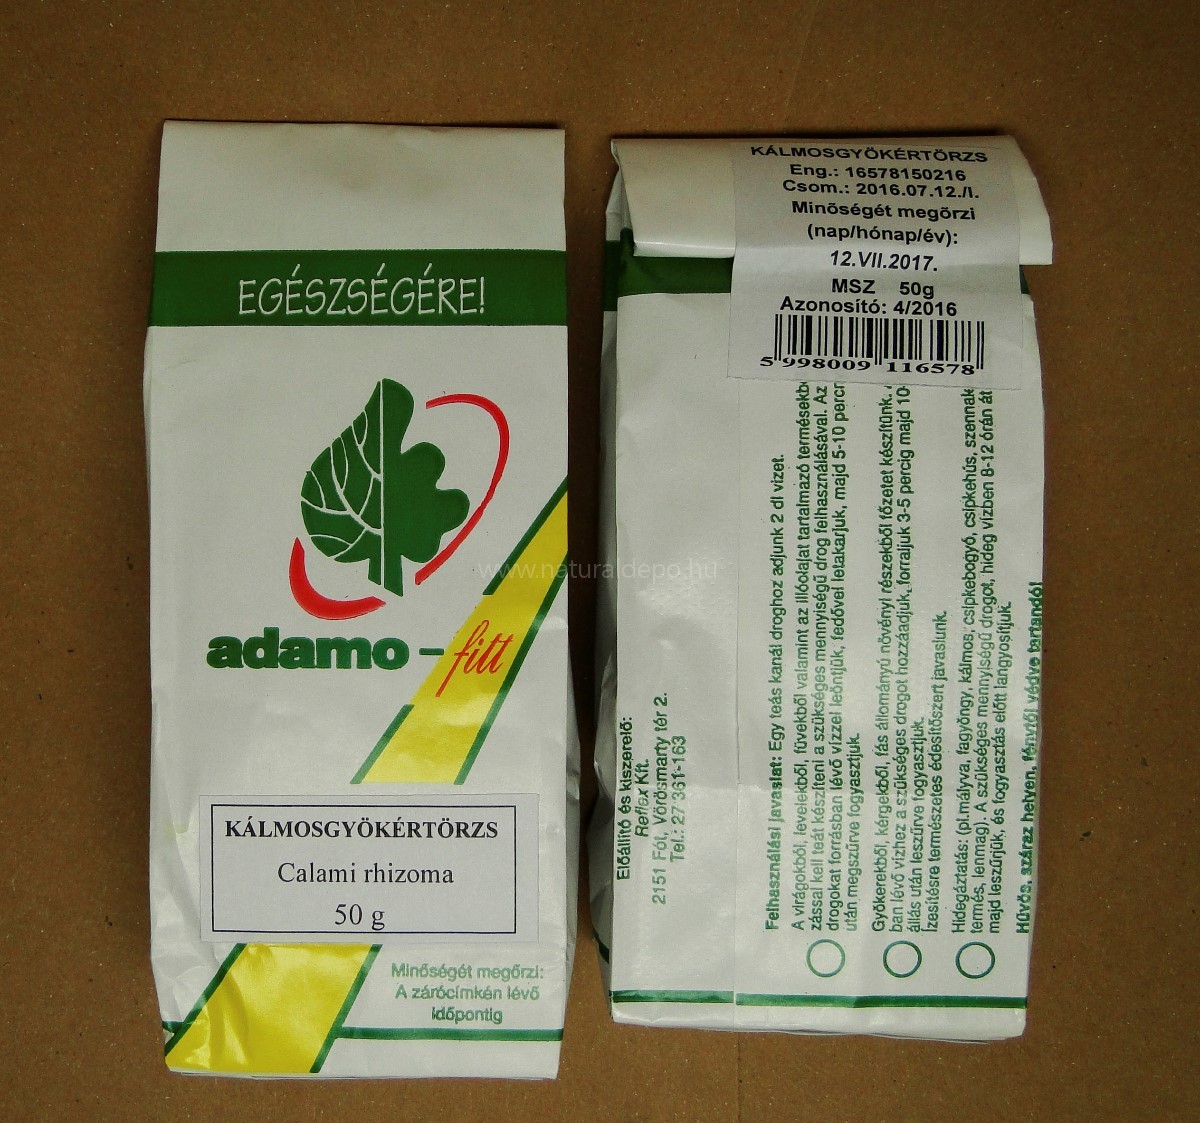 EGÉSZSÉGÉRE!
adamo - fitt
KÁLMOSGYÖKÉRTÖRZS
Calami rhizoma
50 g
Minőségét megőrzi:
A zárócímkén lévő
időpontig
www.naturaldepo.hu
KÁLMOSGYÖKÉRTÖRZS
Eng.: 16578150216
Csom.: 2016.07.12./I.
Minõségét megõrzi
(nap/hónap/év):
12.VII.2017.
MSZ 50g
Azonosító: 4/2016
5 998009 116578
Előállító és kiszerelő:
Reflex Kft.
2151 Fót, Vörösmarty tér 2.
Tel.: 27 361-163
Felhasználási javaslat: Egy teás kanál droghoz adjunk 2 dl vizet.
A virágokból, levelekből, füvekből valamint az illóolajat tartalmazó
zással kell teát készíteni a szükséges mennyiségű drog felhasználásával. Az
drogokat forrásban lévő vízzel leöntjük, fedővel letakarjuk, majd 5-10
után megszűrve fogyasztjuk.
Gyökerekből, kérgekből, fás állományú növényi részekből főzetet készítünk.
ban lévő vízhez a szükséges drogot hozzáadjuk, forraljuk 3-5 percig majd
állás után leszűrve fogyasztjuk.
Ízesítésre természetes édesítőszert javaslunk.
Hidegáztatás: (pl.mályva, fagyöngy, kálmos, csipkebogyó, csipkehús,
termés, lenmag). A szükséges mennyiségű drogot, hideg vízben 8-12 órán át
majd leszűrjük, és fogyasztás előtt langyosítjuk.
Hűvös, száraz helyen, fénytől védve tartandó!